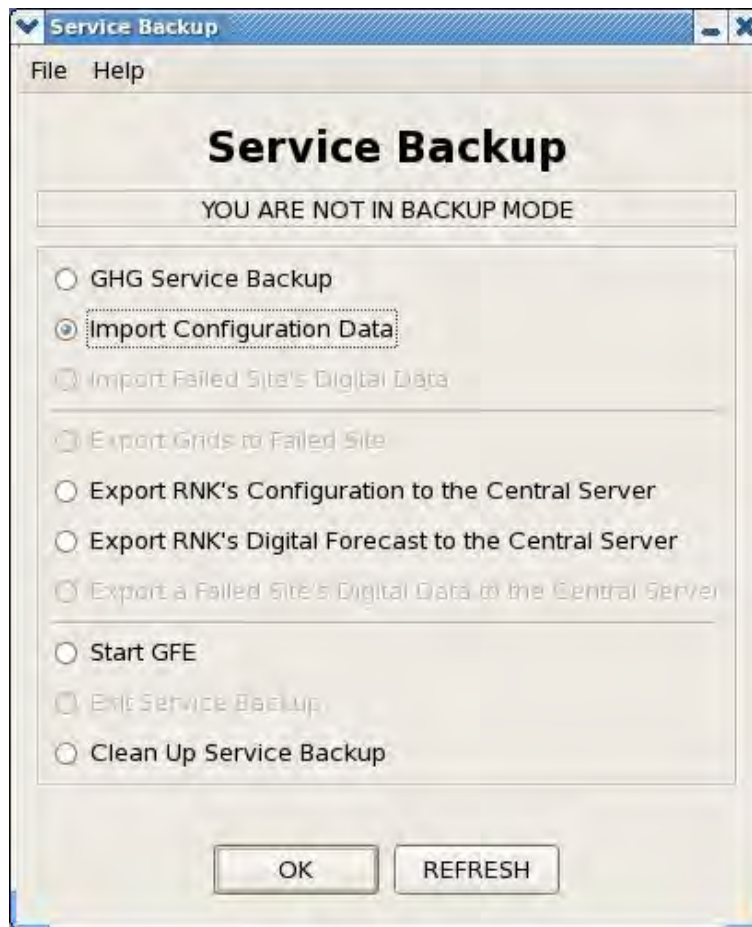 Service Backup
File Help
Service Backup
YOU ARE NOT IN BACKUP MODE
GHG Service Backup
Import Configuration Data
Import Failed Site's Digital Data
Export Grids to Failed Site
Export RNK's Configuration to the Central Server
Export RNK's Digital Forecast to the Central Server
Export a Failed Site's Digital Data to the Central Server
Start GFE
Exit Service Backup
Clean Up Service Backup
OK REFRESH